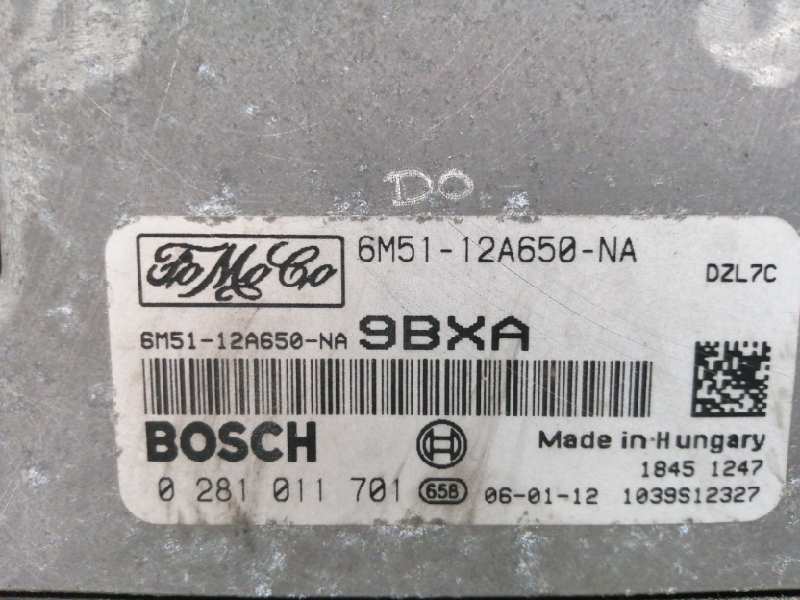 DO
FoMoCo
6M51-12A650-NA
DZL7C
6M51-12A650-NA 9BXA
BOSCH
Made in Hungary
1845 1247
0 281 011 701 658 06-01-12 1039S12327